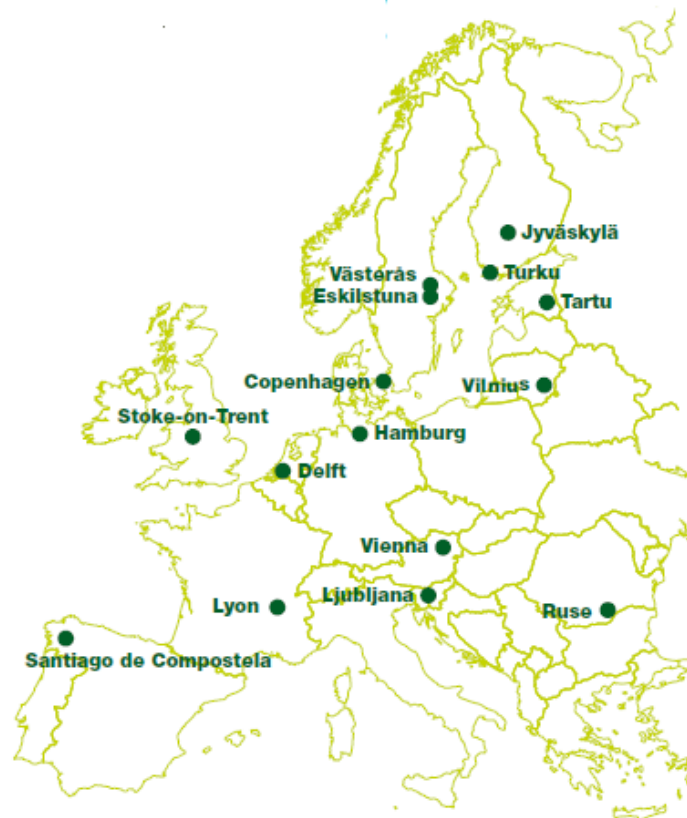 Jyväskylä
Turku
Västerås
Eskilstuna
Tartu
Copenhagen
Vilnius
Stoke-on-Trent
Hamburg
Delft
Vienna
Ljubljana
Lyon
Ruse
Santiago de Compostela